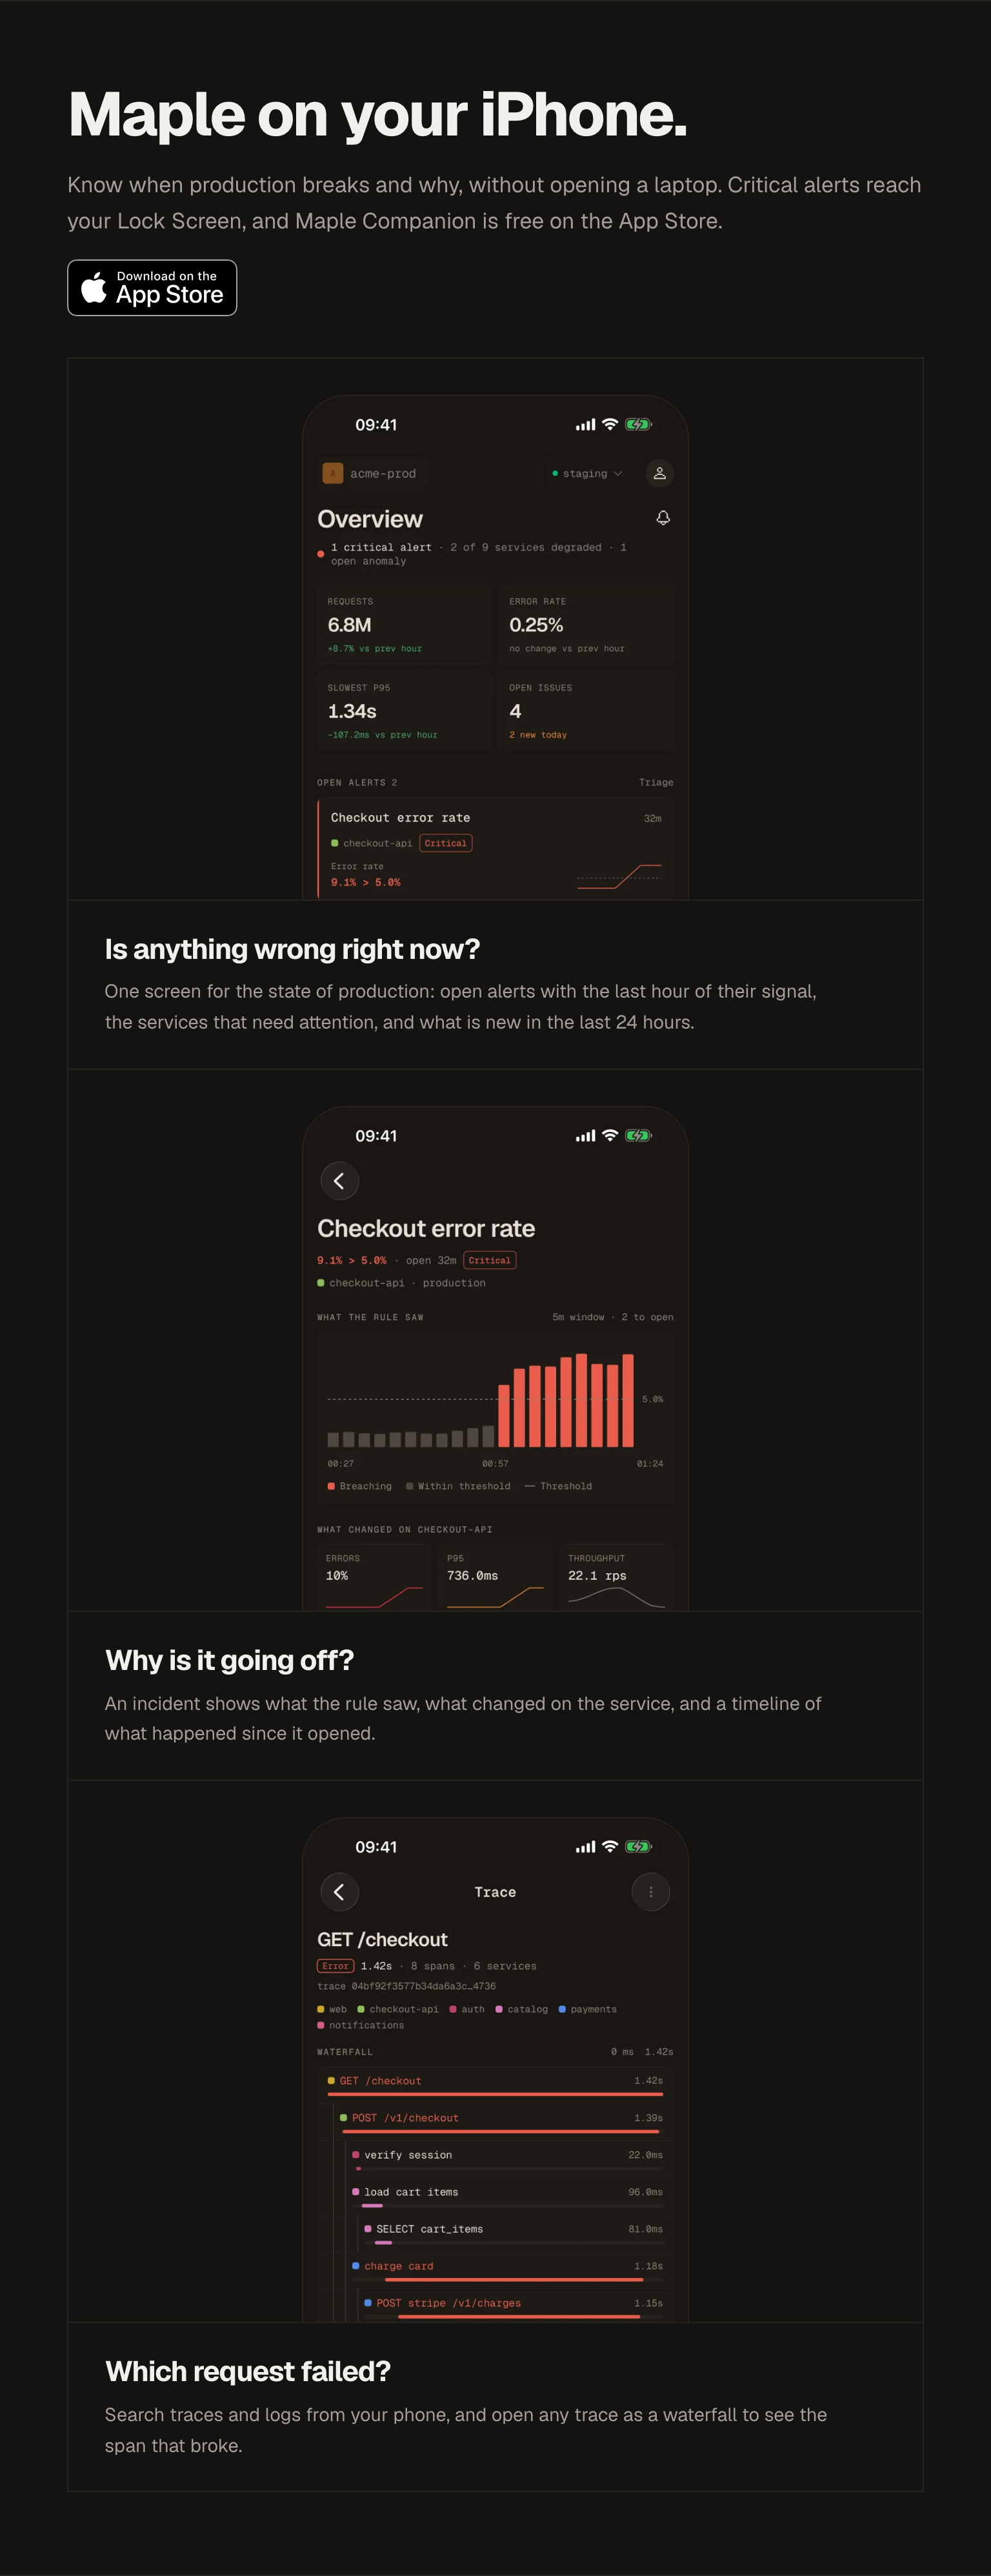 Maple on your iPhone.
Know when production breaks and why, without opening a laptop. Critical alerts reach
your Lock Screen, and Maple Companion is free on the App Store.
Download on the
App Store
09:41
A acme-prod staging
Overview
1 critical alert · 2 of 9 services degraded · 1
open anomaly
REQUESTS ERROR RATE
6.8M 0.25%
+8.7% vs prev hour no change vs prev hour
SLOWEST P95 OPEN ISSUES
1.34s 4
−107.2ms vs prev hour 2 new today
OPEN ALERTS 2 Triage
Checkout error rate 32m
checkout-api Critical
Error rate
9.1% > 5.0%
Is anything wrong right now?
One screen for the state of production: open alerts with the last hour of their signal,
the services that need attention, and what is new in the last 24 hours.
09:41
Checkout error rate
9.1% > 5.0% · open 32m Critical
checkout-api · production
WHAT THE RULE SAW 5m window · 2 to open
5.0%
00:27 00:57 01:24
Breaching Within threshold Threshold
WHAT CHANGED ON CHECKOUT-API
ERRORS P95 THROUGHPUT
10% 736.0ms 22.1 rps
Why is it going off?
An incident shows what the rule saw, what changed on the service, and a timeline of
what happened since it opened.
09:41
Trace
GET /checkout
Error 1.42s · 8 spans · 6 services
trace 04bf92f3577b34da6a3c…4736
web checkout-api auth catalog payments
notifications
WATERFALL 0 ms 1.42s
GET /checkout 1.42s
POST /v1/checkout 1.39s
verify session 22.0ms
load cart items 96.0ms
SELECT cart_items 81.0ms
charge card 1.18s
POST stripe /v1/charges 1.15s
Which request failed?
Search traces and logs from your phone, and open any trace as a waterfall to see the
span that broke.